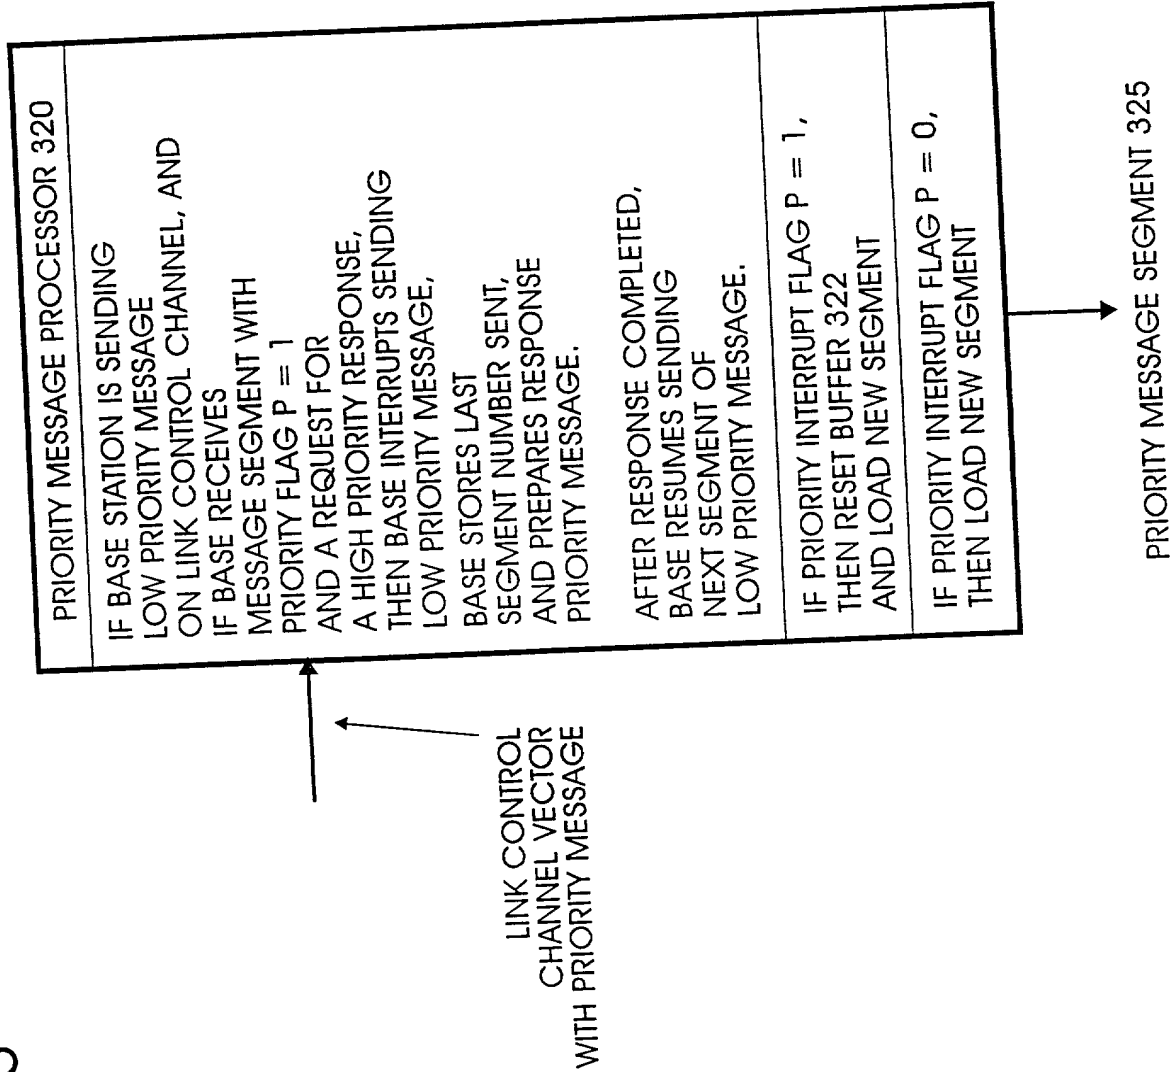 PRIORITY MESSAGE PROCESSOR 320
IF BASE STATION IS SENDING
LOW PRIORITY MESSAGE
ON LINK CONTROL CHANNEL, AND
IF BASE RECEIVES
MESSAGE SEGMENT WITH
PRIORITY FLAG P = 1
AND A REQUEST FOR
A HIGH PRIORITY RESPONSE,
THEN BASE INTERRUPTS SENDING
LOW PRIORITY MESSAGE,
BASE STORES LAST
SEGMENT NUMBER SENT,
AND PREPARES RESPONSE
PRIORITY MESSAGE.
AFTER RESPONSE COMPLETED,
BASE RESUMES SENDING
NEXT SEGMENT OF
LOW PRIORITY MESSAGE.
IF PRIORITY INTERRUPT FLAG P = 1,
THEN RESET BUFFER 322
AND LOAD NEW SEGMENT
IF PRIORITY INTERRUPT FLAG P = 0,
THEN LOAD NEW SEGMENT
LINK CONTROL
CHANNEL VECTOR
WITH PRIORITY MESSAGE
PRIORITY MESSAGE SEGMENT 325